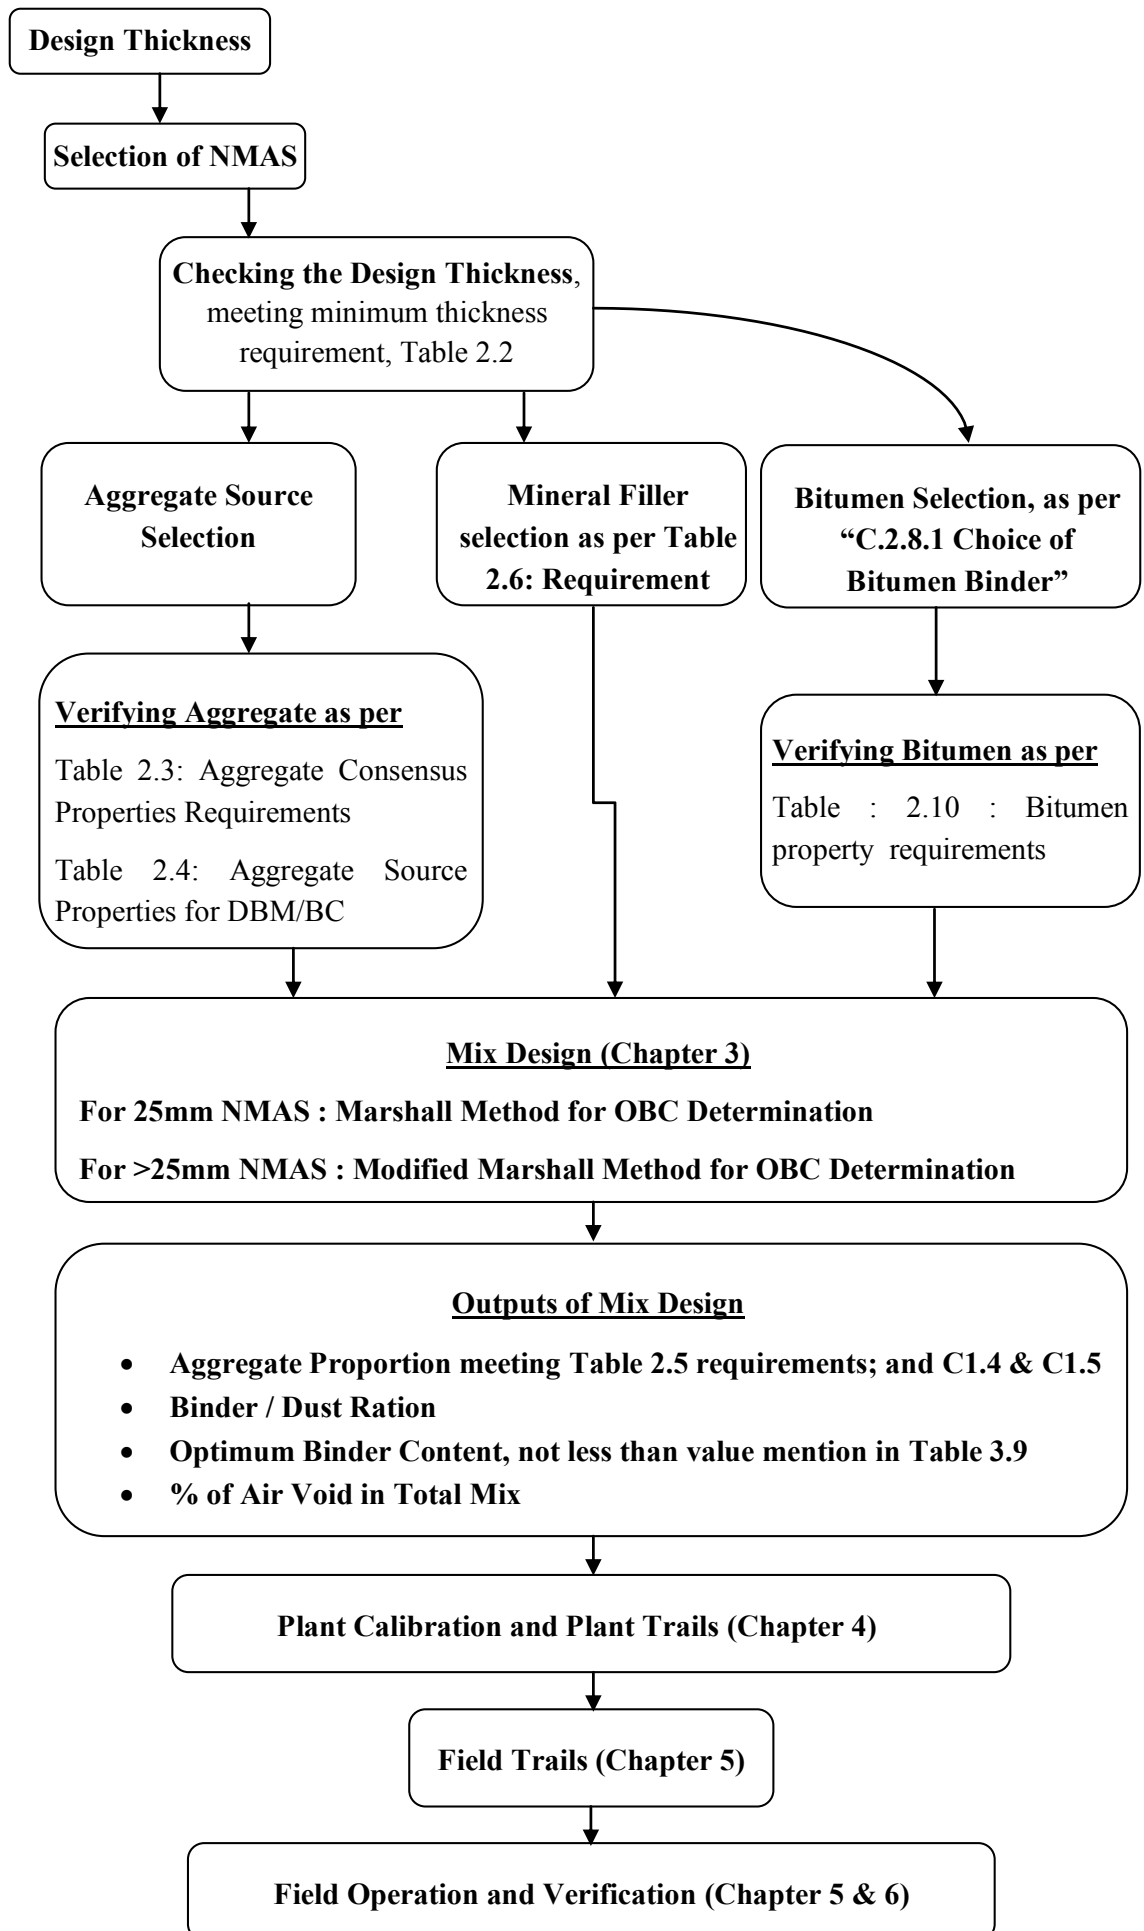 Design Thickness
Selection of NMAS
Checking the Design Thickness,
meeting minimum thickness
requirement, Table 2.2
Aggregate Source
Selection
Mineral Filler
selection as per Table
2.6: Requirement
Bitumen Selection, as per
“C.2.8.1 Choice of
Bitumen Binder”
Verifying Aggregate as per
Table 2.3: Aggregate Consensus
Properties Requirements
Table 2.4: Aggregate Source
Properties for DBM/BC
Verifying Bitumen as per
Table : 2.10 : Bitumen
property requirements
Mix Design (Chapter 3)
For 25mm NMAS : Marshall Method for OBC Determination
For >25mm NMAS : Modified Marshall Method for OBC Determination
Outputs of Mix Design
• Aggregate Proportion meeting Table 2.5 requirements; and C1.4 & C1.5
• Binder / Dust Ration
• Optimum Binder Content, not less than value mention in Table 3.9
• % of Air Void in Total Mix
Plant Calibration and Plant Trails (Chapter 4)
Field Trails (Chapter 5)
Field Operation and Verification (Chapter 5 & 6)